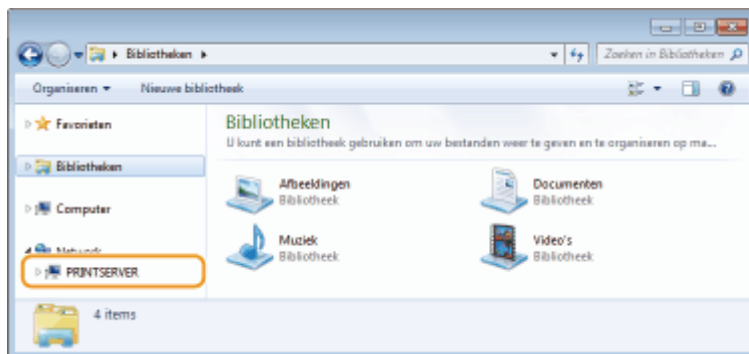 Bibliotheken
Zoeken in Bibliotheken
Organiseren
Nieuwe bibliotheek
Favorieten
Bibliotheken
Computer
Network
PRINTSERVER
Bibliotheken
U kunt een bibliotheek gebruiken om uw bestanden weer te geven en te organiseren op ma...
Afbeeldingen
Bibliotheek
Documenten
Bibliotheek
Muziek
Bibliotheek
Video's
Bibliotheek
4 items